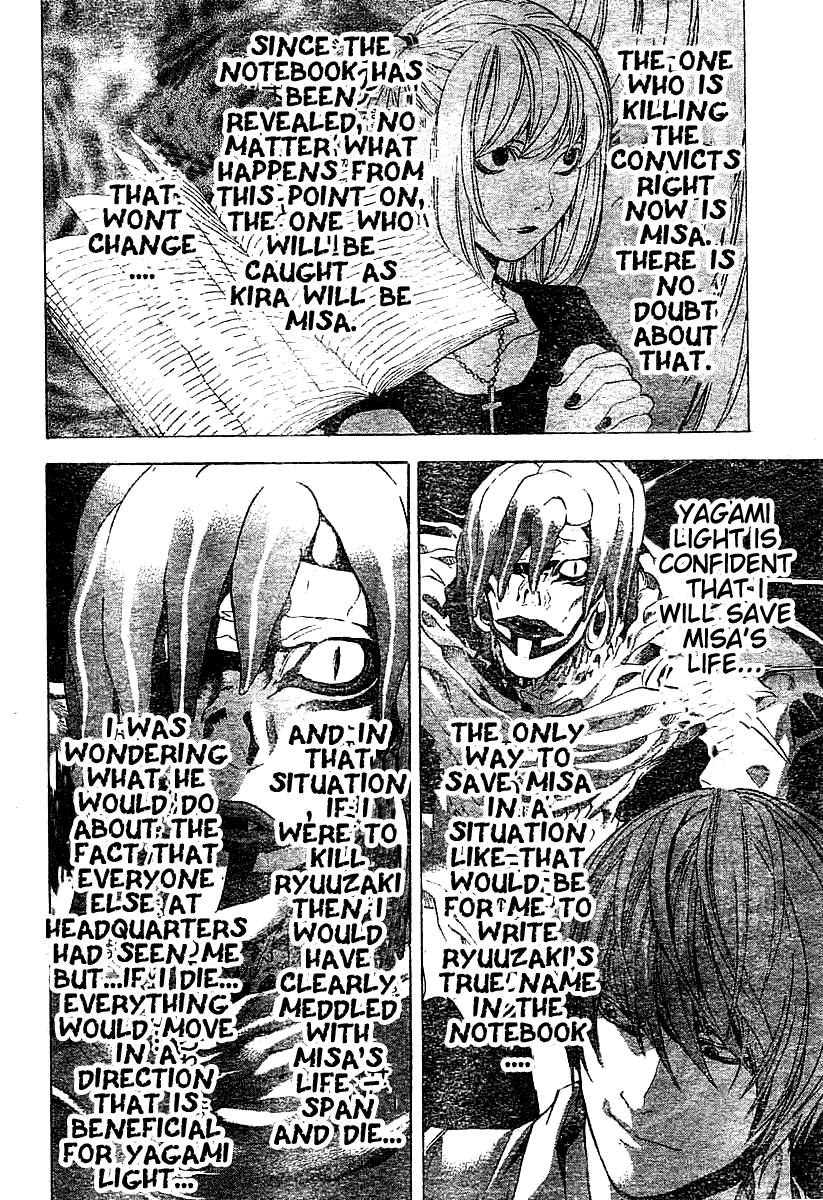 THE ONE
WHO IS
KILLING
THE
CONVICTS
RIGHT
NOW IS
MISA.
THERE IS
NO
DOUBT
ABOUT
THAT.
SINCE THE
NOTEBOOK HAS
BEEN
REVEALED, NO
MATTER WHAT
HAPPENS FROM
THIS POINT ON,
THE ONE WHO
WILL BE
CAUGHT AS
KIRA WILL BE
MISA.
THAT
WONT
CHANGE
....
YAGAMI
LIGHT IS
CONFIDENT
THAT I
WILL SAVE
MISA'S
LIFE...
THE ONLY
WAY TO
SAVE MISA
IN A
SITUATION
LIKE THAT
WOULD BE
FOR ME TO
WRITE
RYUUZAKI'S
TRUE NAME
IN THE
NOTEBOOK
....
AND IN
THAT
SITUATION
, IF I
WERE TO
KILL
RYUUZAKI
THEN I
WOULD
HAVE
CLEARLY
MEDDLED
WITH
MISA'S
LIFE -
SPAN
AND DIE...
I WAS
WONDERING
WHAT HE
WOULD DO
ABOUT THE
FACT THAT
EVERYONE
ELSE AT
HEADQUARTERS
HAD SEEN ME
BUT...IF I DIE...
EVERYTHING
WOULD MOVE
IN A
DIRECTION
THAT IS
BENEFICIAL
FOR YAGAMI
LIGHT...